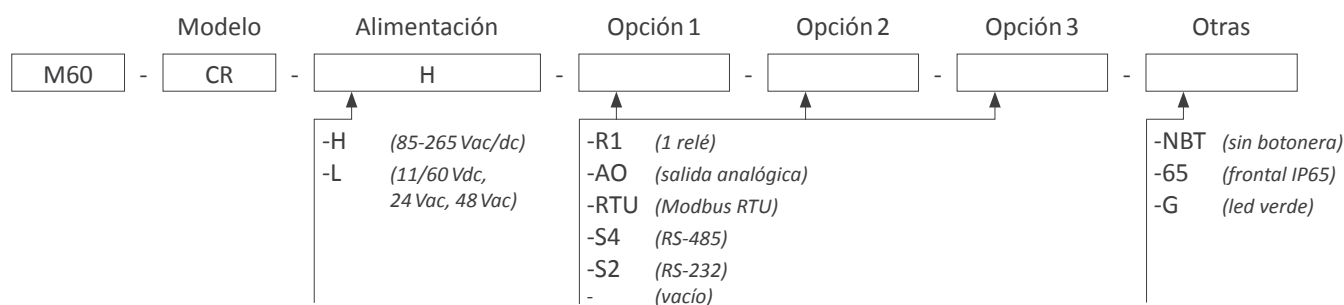 Modelo Alimentación Opción 1 Opción 2 Opción 3 Otras
M60 - CR - H - - - -
-H (85-265 Vac/dc) -R1 (1 relé) -NBT (sin botonera)
-L (11/60 Vdc, -AO (salida analógica) -65 (frontal IP65)
24 Vac, 48 Vac) -RTU (Modbus RTU) -G (led verde)
-S4 (RS-485)
-S2 (RS-232)
- (vacío)